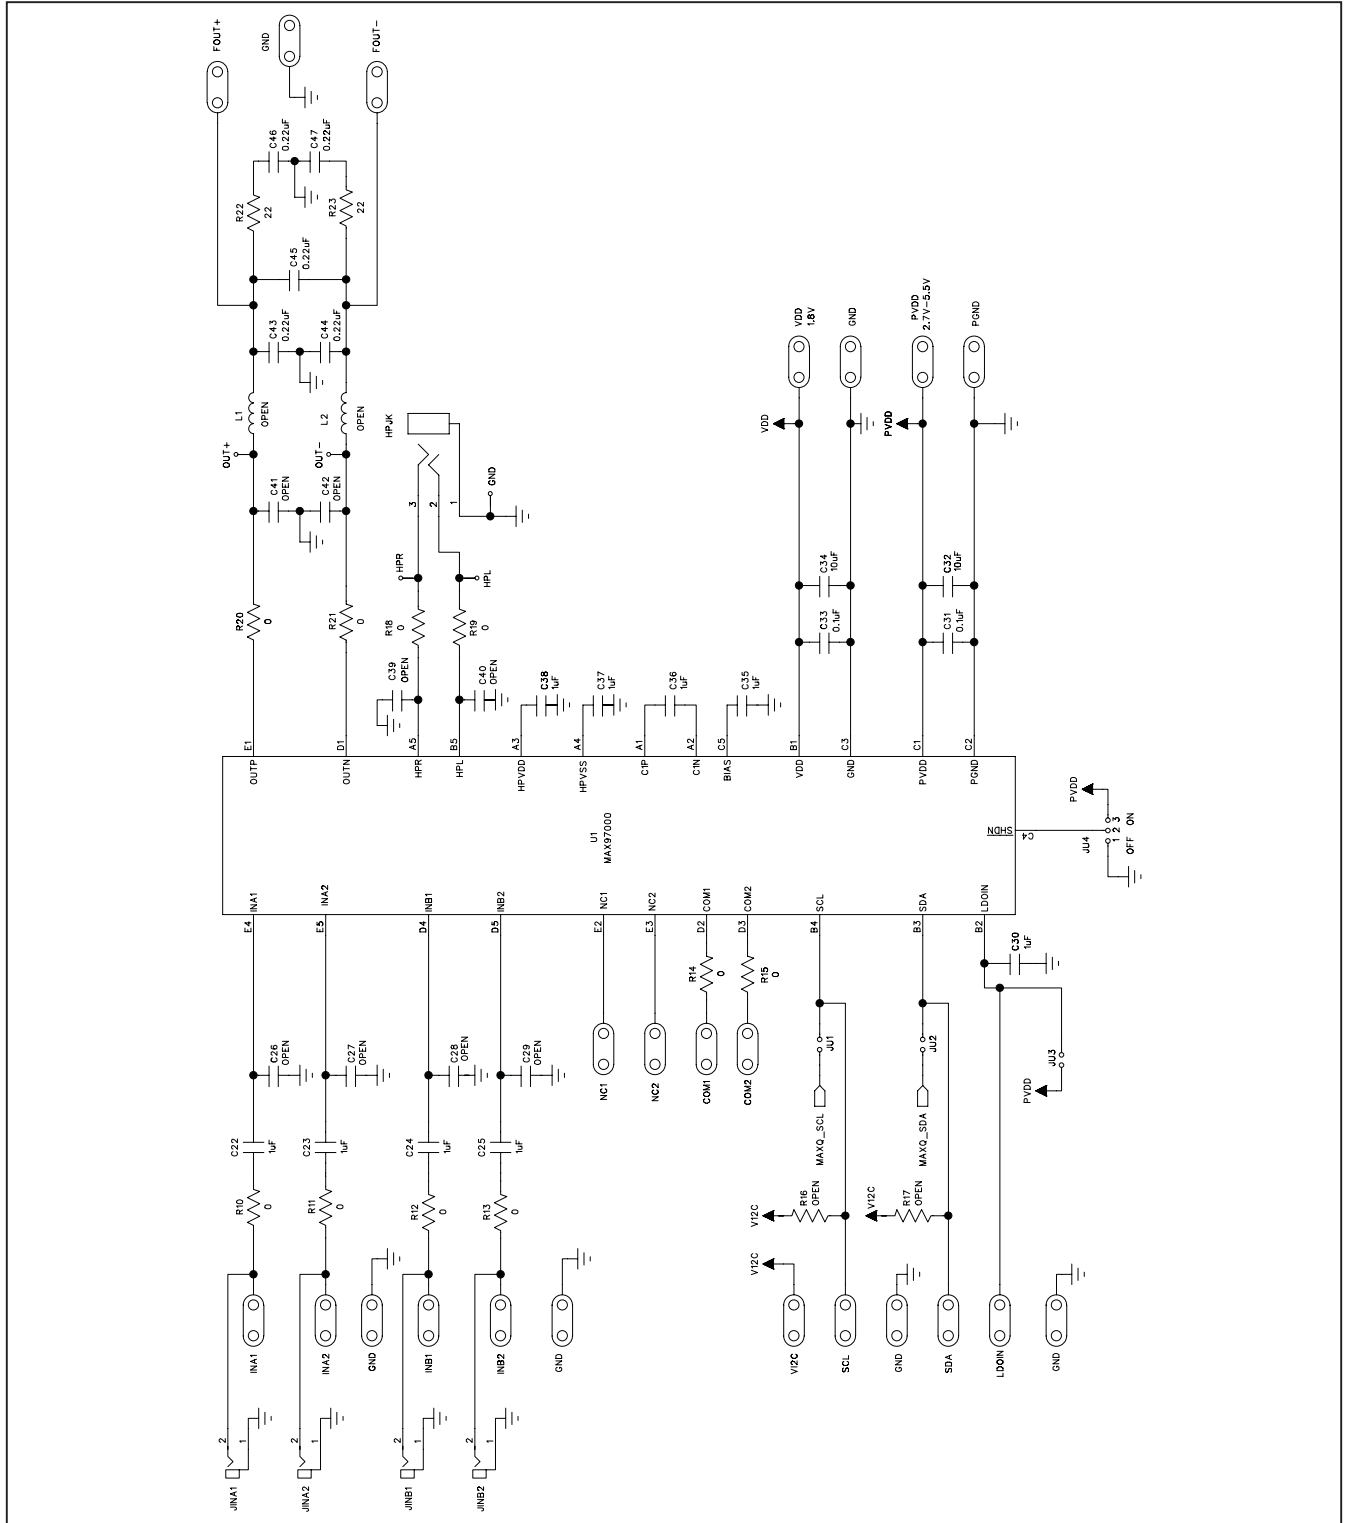 FOUT+
GND
FOUT-
C46
0.22uF
C47
0.22uF
R22
22
R23
22
C45
0.22uF
C43
0.22uF
C44
0.22uF
L1
OPEN
L2
OPEN
OUT+
OUT-
C41
OPEN
C42
OPEN
R20
0
R21
0
HPJK
3
2
1
GND
HPR
HPL
R18
0
R19
0
C39
OPEN
C40
OPEN
C38
1uF
C37
1uF
C36
1uF
C35
1uF
VDD
1.8V
GND
PVDD
2.7V-5.5V
PGND
VDD
PVDD
C34
10uF
C32
10uF
C33
0.1uF
C31
0.1uF
E1
D1
A5
B5
A3
A4
A1
A2
C5
B1
C3
C1
C2
OUTP
OUTN
HPR
HPL
HPVDD
HPVSS
C1P
C1N
BIAS
VDD
GND
PVDD
PGND
U1
MAX97000
SHDN
C4
PVDD
JU4
1 2 3
OFF
ON
INA1
INA2
INB1
INB2
NC1
NC2
COM1
COM2
SCL
SDA
LDOIN
E4
E5
D4
D5
E2
E3
D2
D3
B4
B3
B2
R14
0
R15
0
C30
1uF
C26
OPEN
C27
OPEN
C28
OPEN
C29
OPEN
NC1
NC2
COM1
COM2
JU1
JU2
JU3
PVDD
MAXQ_SCL
MAXQ_SDA
C22
1uF
C23
1uF
C24
1uF
C25
1uF
R10
0
R11
0
R12
0
R13
0
V12C
R16
OPEN
V12C
R17
OPEN
V12C
INA1
INA2
GND
INB1
INB2
GND
VI2C
SCL
GND
SDA
LDOIN
GND
2
1
2
1
2
1
2
1
JINA1
JINA2
JINB1
JINB2